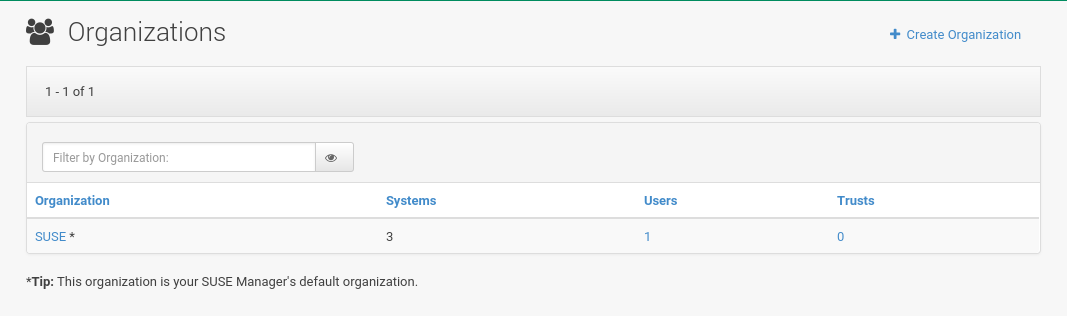 Organizations
Create Organization
1 - 1 of 1
Filter by Organization:
Organization Systems Users Trusts
SUSE * 3 1 0
*Tip: This organization is your SUSE Manager's default organization.